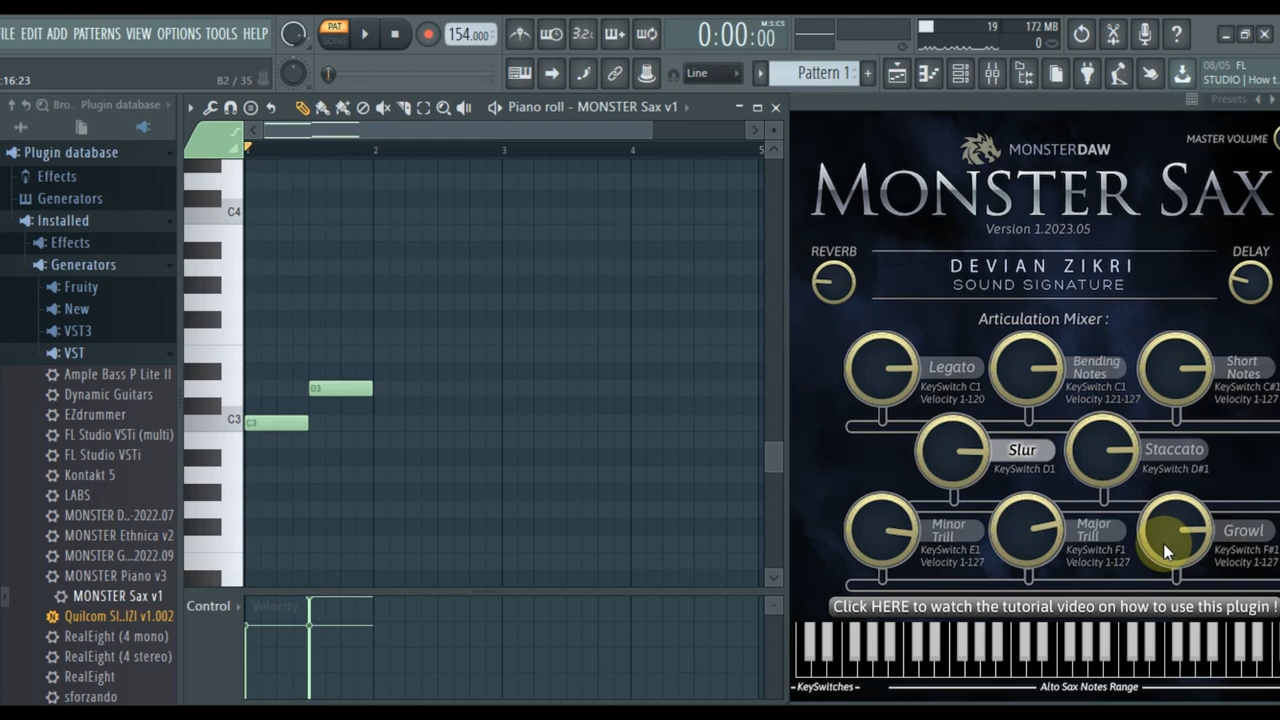 FILE EDIT ADD PATTERNS VIEW OPTIONS TOOLS HELP
PAT
SONG
154.000
3.2:
0:00:00
M:S:CS
19
172 MB
0
:16:23
B2 / 35
Line
Pattern 1
08/05 FL
STUDIO | How t..
Bro..
Plugin database
Piano roll - MONSTER Sax v1
Presets
Plugin database
Effects
Generators
Installed
Effects
Generators
Fruity
New
VST3
VST
Ample Bass P Lite II
Dynamic Guitars
EZdrummer
FL Studio VSTi (multi)
FL Studio VSTi
Kontakt 5
LABS
MONSTER D..-2022.07
MONSTER Ethnica v2
MONSTER G...2022.09
MONSTER Piano v3
MONSTER Sax v1
Quilcom SI..IZI v1.002
RealEight (4 mono)
RealEight (4 stereo)
RealEight
sforzando
2
3
4
5
C4
D3
C3
C3
Control
Velocity
MONSTERDAW
MASTER VOLUME
MONSTER SAX
Version 1.2023.05
REVERB
DEVIAN ZIKRI
SOUND SIGNATURE
DELAY
Articulation Mixer :
Legato
KeySwitch C1
Velocity 1-120
Bending
Notes
KeySwitch C1
Velocity 121-127
Short
Notes
KeySwitch C#1
Velocity 1-127
Slur
KeySwitch D1
Staccato
KeySwitch D#1
Minor
Trill
KeySwitch E1
Velocity 1-127
Major
Trill
KeySwitch F1
Velocity 1-127
Growl
KeySwitch F#1
Velocity 1-127
Click HERE to watch the tutorial video on how to use this plugin !
KeySwitches
Alto Sax Notes Range